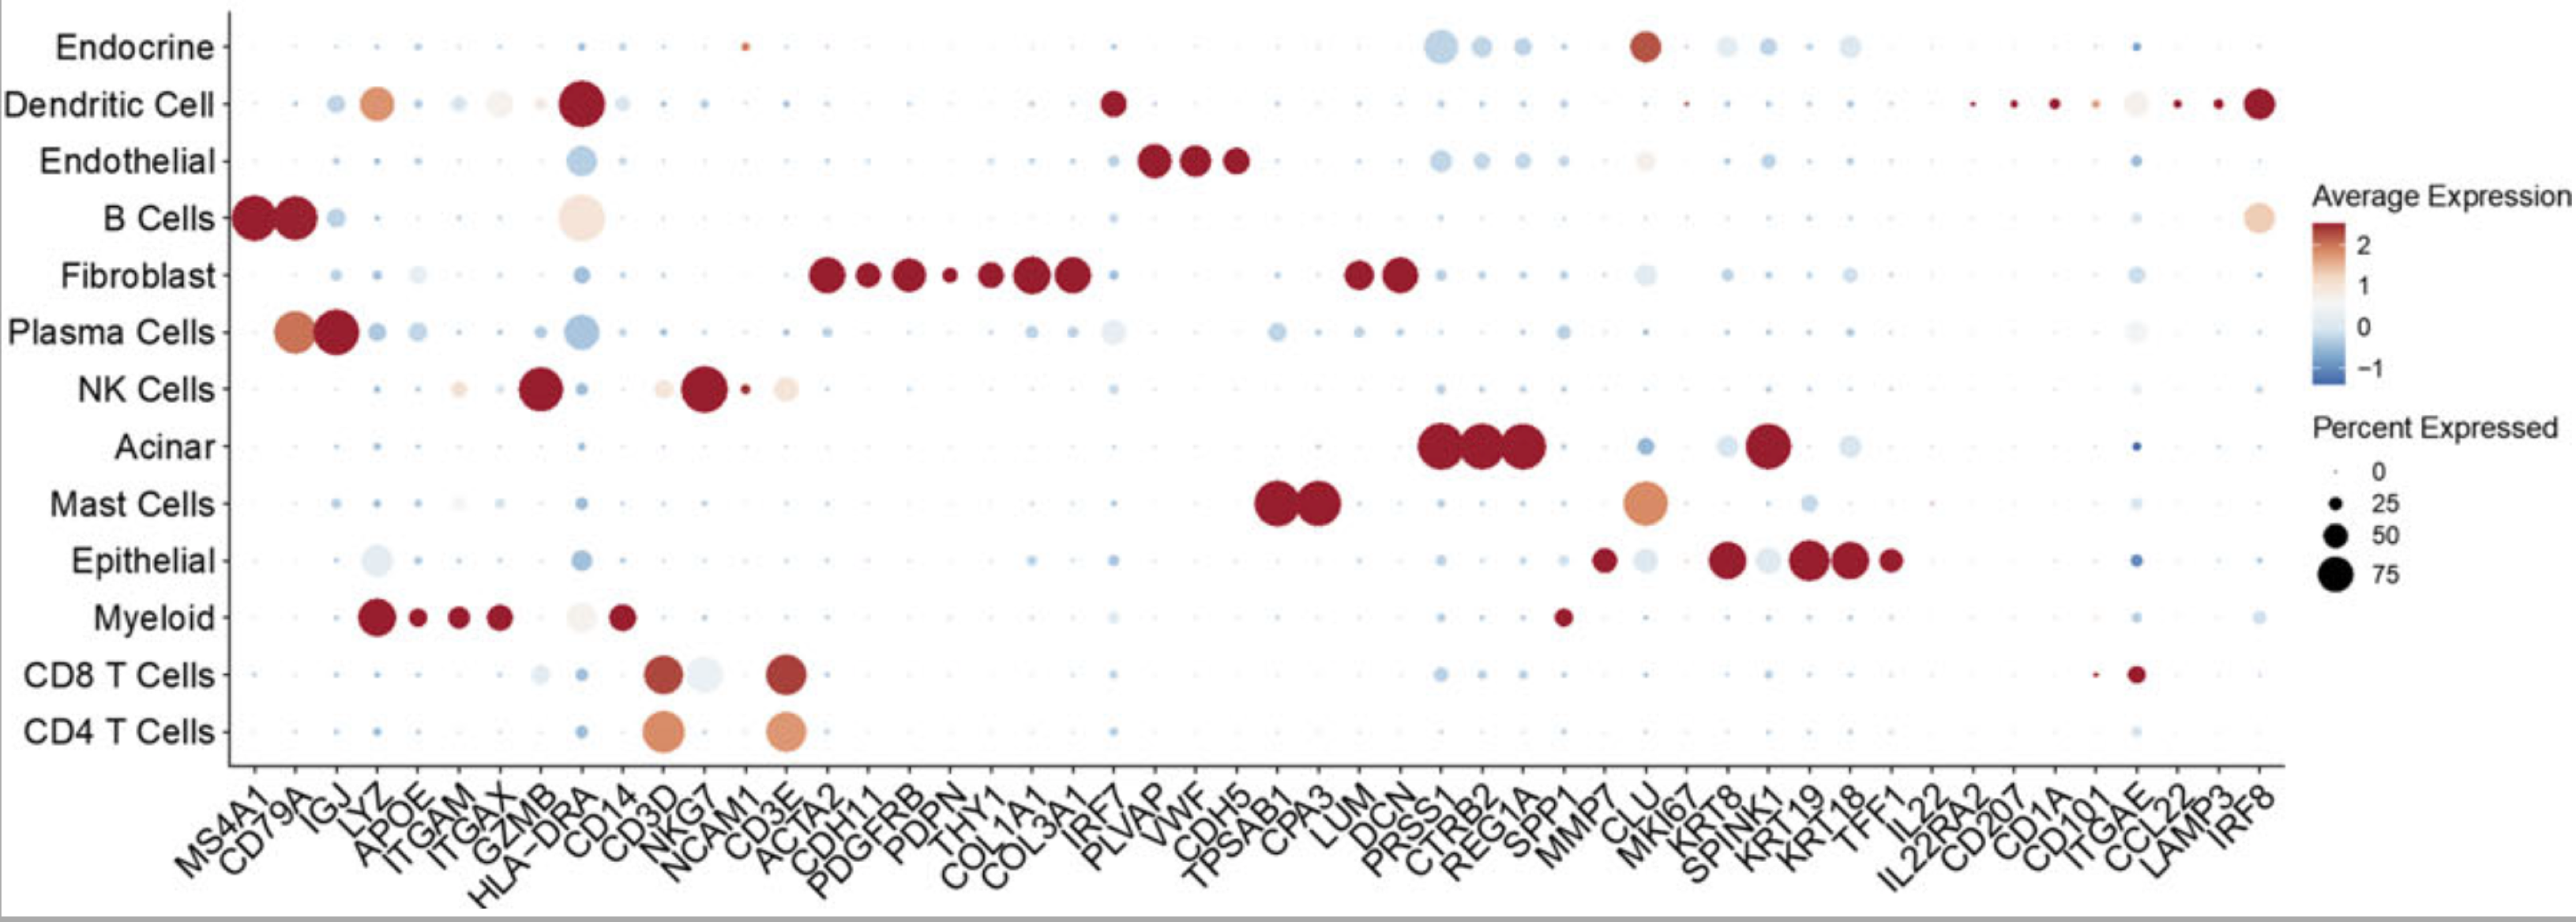 Endocrine
Dendritic Cell
Endothelial
B Cells
Fibroblast
Plasma Cells
NK Cells
Acinar
Mast Cells
Epithelial
Myeloid
CD8 T Cells
CD4 T Cells
MS4A1
CD79A
IGJ
LYZ
APOE
ITGAM
ITGAX
GZMB
HLA-DRA
CD14
CD3D
NKG7
NCAM1
CD3E
ACTA2
CDH11
PDGFRB
PDPN
THY1
COL1A1
COL3A1
IRF7
PLVAP
VWF
CDH5
TPSAB1
CPA3
LUM
DCN
PRSS1
CTRB2
REG1A
SPP1
MMP7
CLU
MKI67
KRT8
SPINK1
KRT19
KRT18
TFF1
IL22
IL22RA2
CD207
CD1A
CD101
ITGAE
CCL22
LAMP3
IRF8
Average Expression
2
1
0
-1
Percent Expressed
0
25
50
75